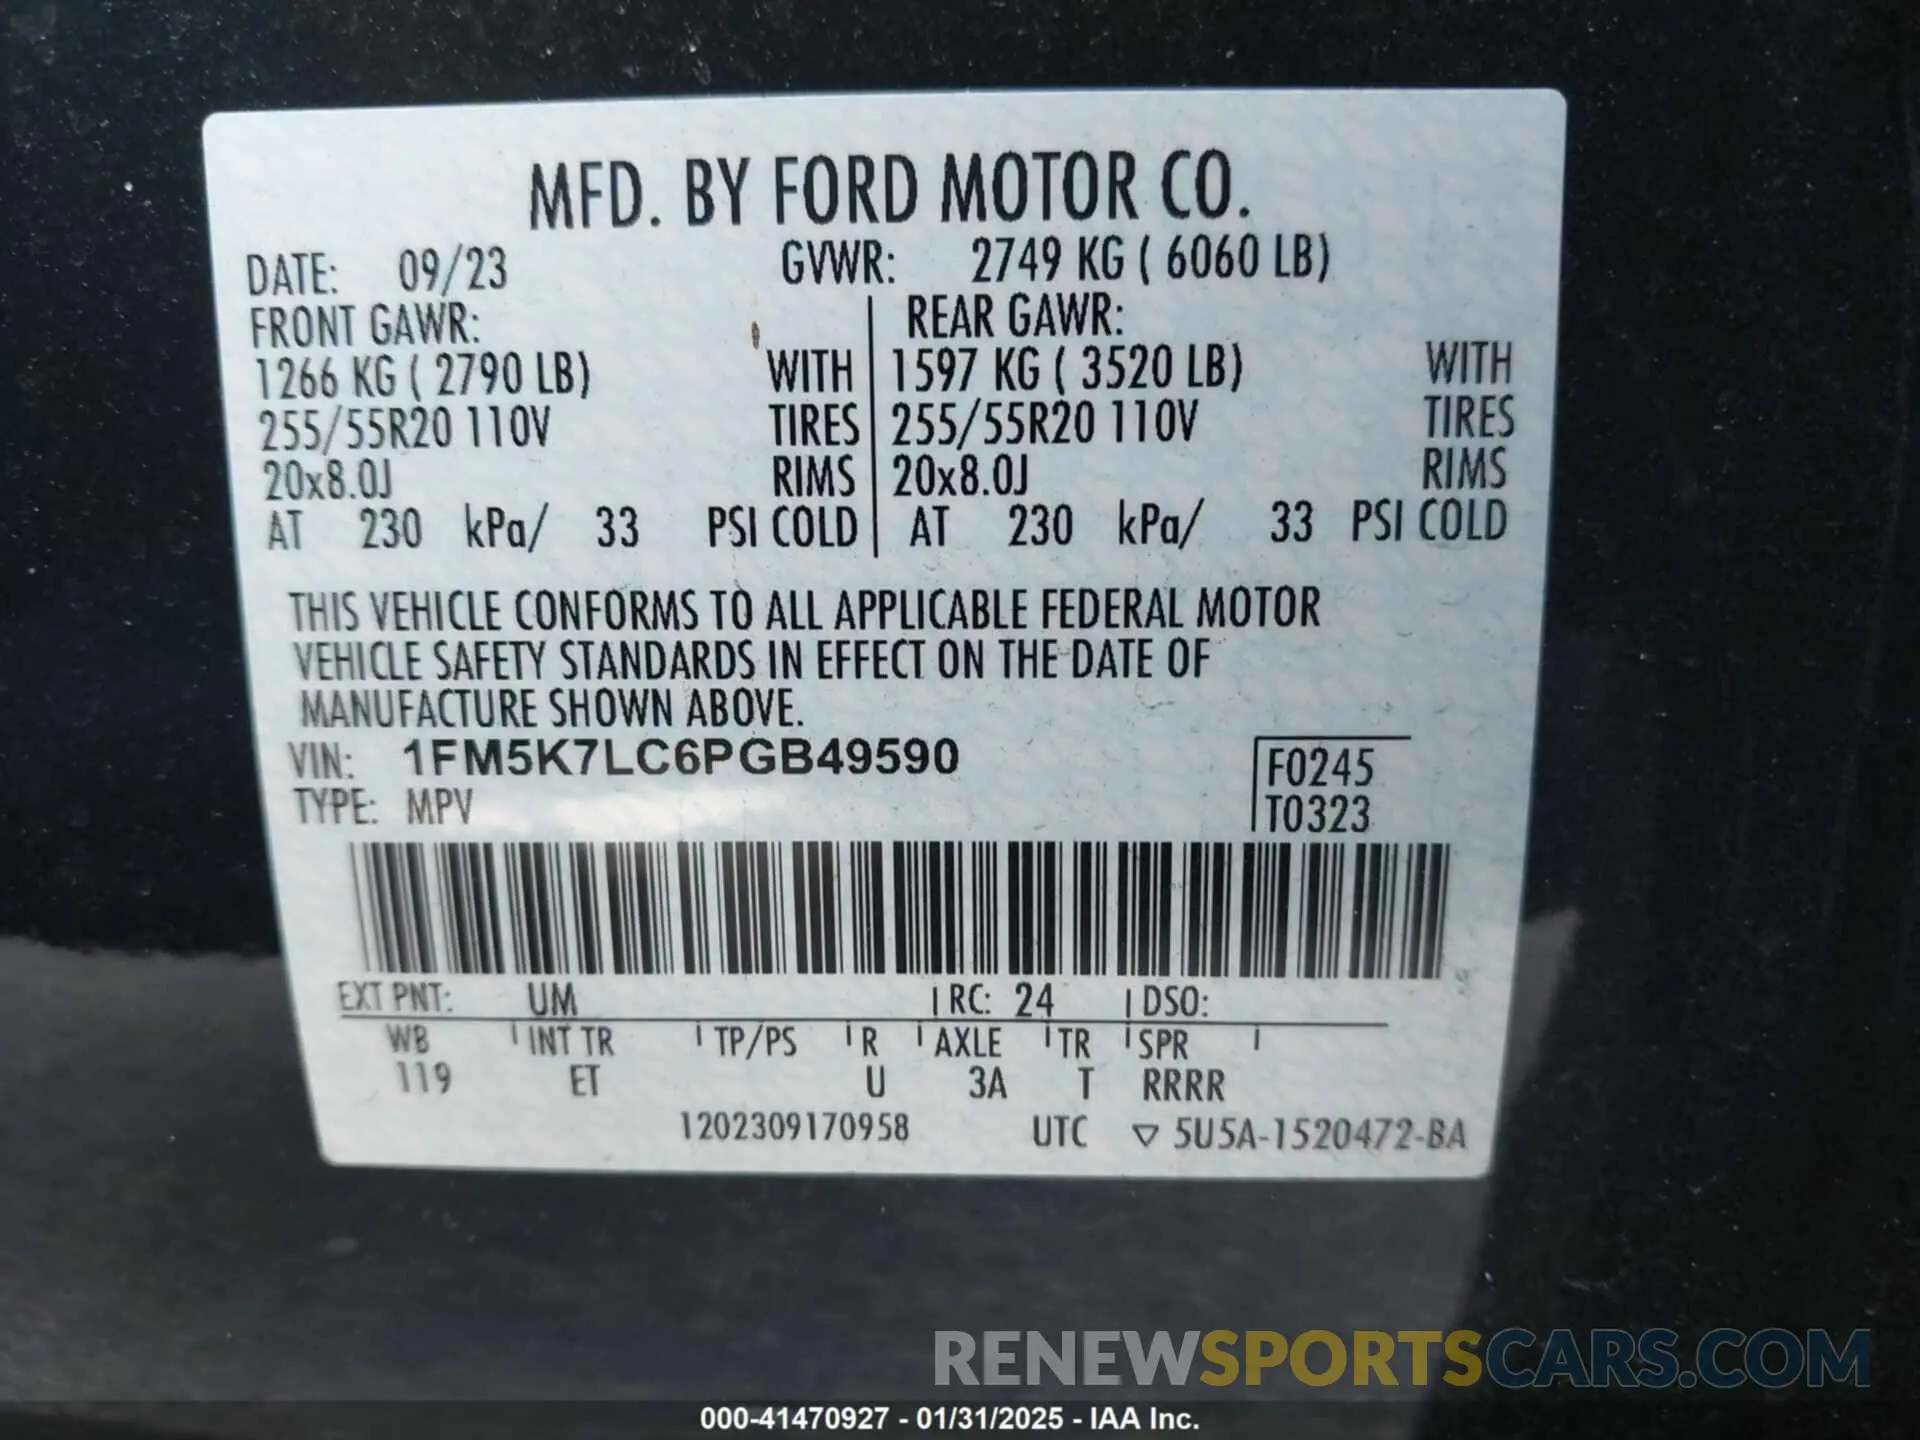 MFD. BY FORD MOTOR CO.
DATE: 09/23 GVWR: 2749 KG ( 6060 LB)
FRONT GAWR: REAR GAWR:
1266 KG ( 2790 LB) WITH 1597 KG ( 3520 LB) WITH
255/55R20 110V TIRES 255/55R20 110V TIRES
20x8.0J RIMS 20x8.0J RIMS
AT 230 kPa/ 33 PSI COLD AT 230 kPa/ 33 PSI COLD
THIS VEHICLE CONFORMS TO ALL APPLICABLE FEDERAL MOTOR
VEHICLE SAFETY STANDARDS IN EFFECT ON THE DATE OF
MANUFACTURE SHOWN ABOVE.
VIN: 1FM5K7LC6PGB49590 F0245
TYPE: MPV T0323
EXT PNT: UM RC: 24 DSO:
WB INT TR TP/PS R AXLE TR SPR
119 ET U 3A T RRRR
1202309170958 UTC ▽ 5U5A-1520472-BA
RENEWSPORTSCARS.COM
000-41470927 - 01/31/2025 - IAA Inc.